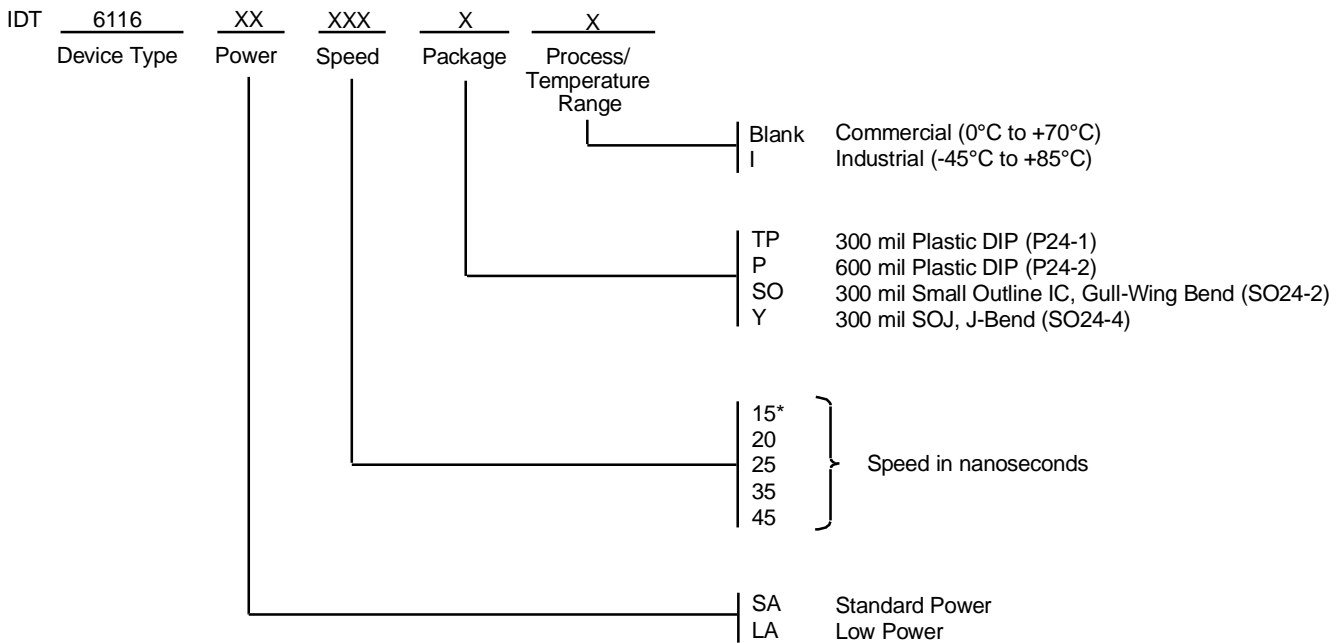 IDT 6116 XX XXX X X
Device Type Power Speed Package Process/
Temperature
Range
Blank Commercial (0°C to +70°C)
I Industrial (-45°C to +85°C)
TP 300 mil Plastic DIP (P24-1)
P 600 mil Plastic DIP (P24-2)
SO 300 mil Small Outline IC, Gull-Wing Bend (SO24-2)
Y 300 mil SOJ, J-Bend (SO24-4)
15*
20
25 Speed in nanoseconds
35
45
SA Standard Power
LA Low Power